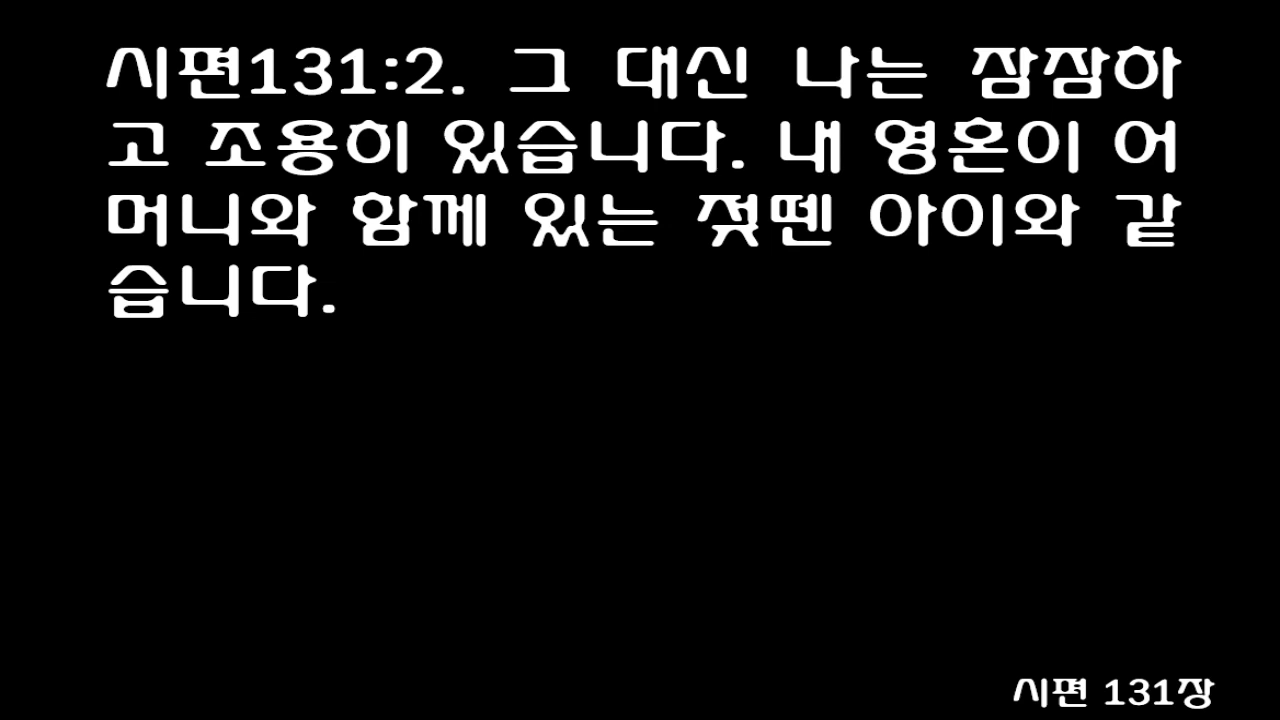 시편131:2. 그 대신 나는 잠잠하
고 조용히 있습니다. 내 영혼이 어
머니와 함께 있는 젖뗀 아이와 같
습니다.
시편 131장